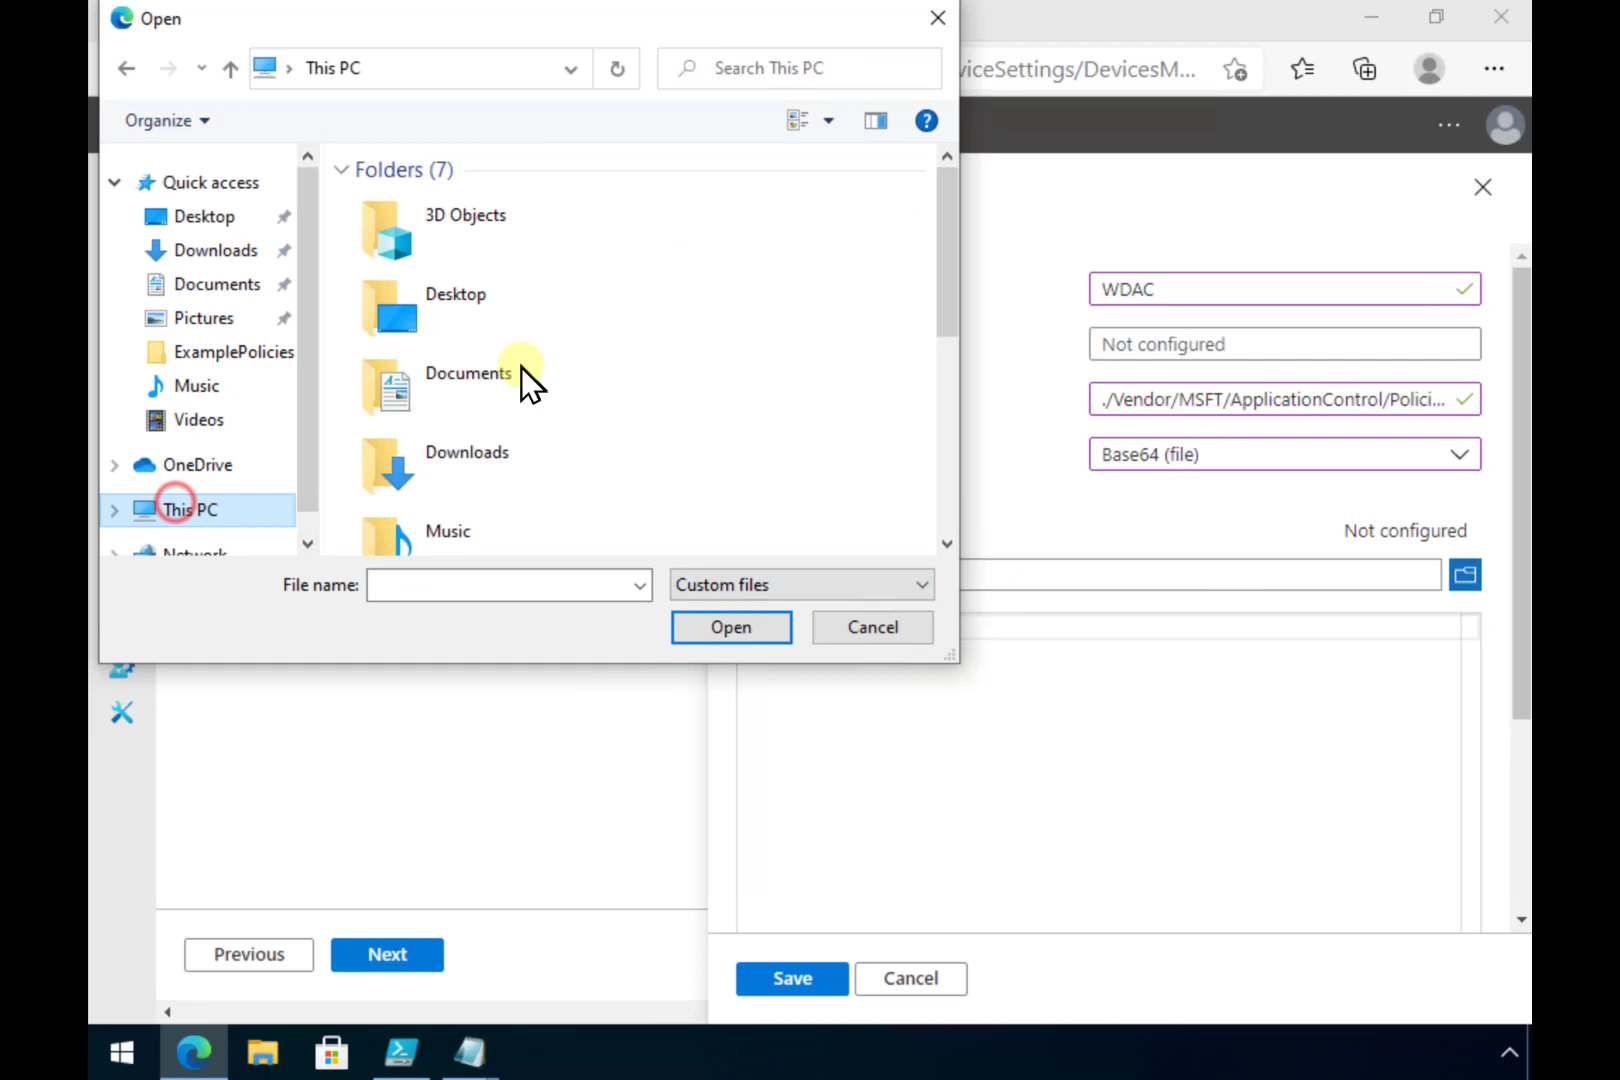 Open
This PC
Search This PC
viceSettings/DevicesM...
Organize
Folders (7)
Quick access
Desktop
Downloads
Documents
Pictures
ExamplePolicies
Music
Videos
OneDrive
This PC
Network
3D Objects
Desktop
Documents
Downloads
Music
File name:
Custom files
Open
Cancel
WDAC
Not configured
./Vendor/MSFT/ApplicationControl/Polici...
Base64 (file)
Not configured
Previous
Next
Save
Cancel